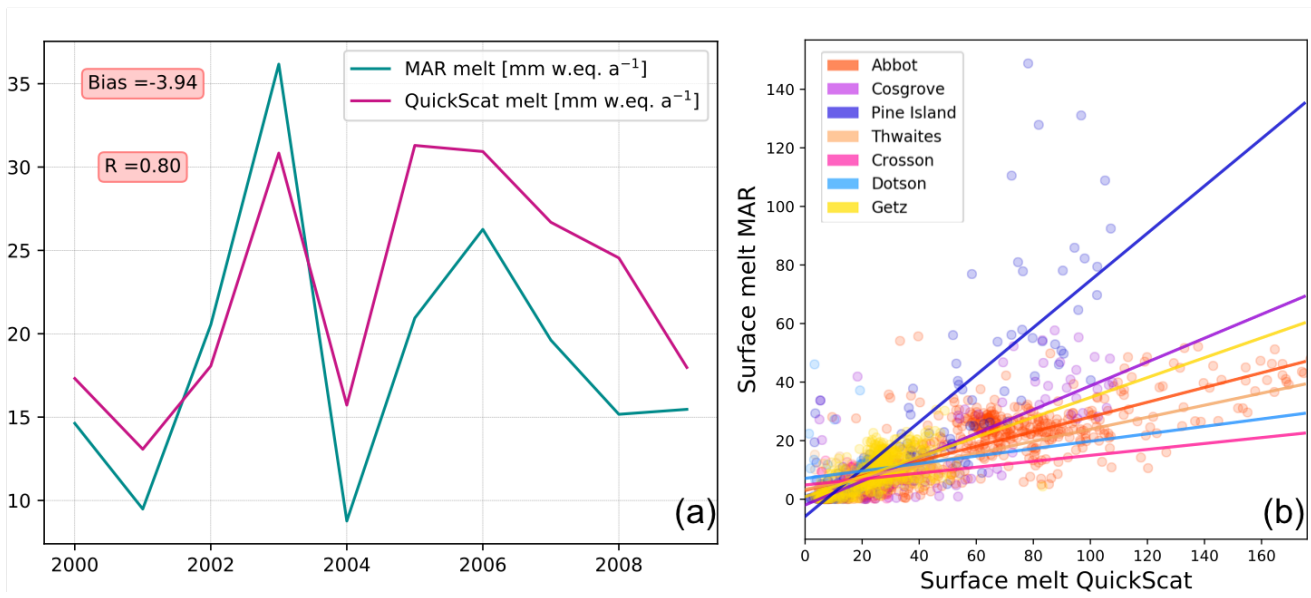 Bias =-3.94
R =0.80
MAR melt [mm w.eq. a⁻¹]
QuickScat melt [mm w.eq. a⁻¹]
35
30
25
20
15
10
2000
2002
2004
2006
2008
(a)
Abbot
Cosgrove
Pine Island
Thwaites
Crosson
Dotson
Getz
Surface melt MAR
140
120
100
80
60
40
20
0
0
20
40
60
80
100
120
140
160
Surface melt QuickScat
(b)